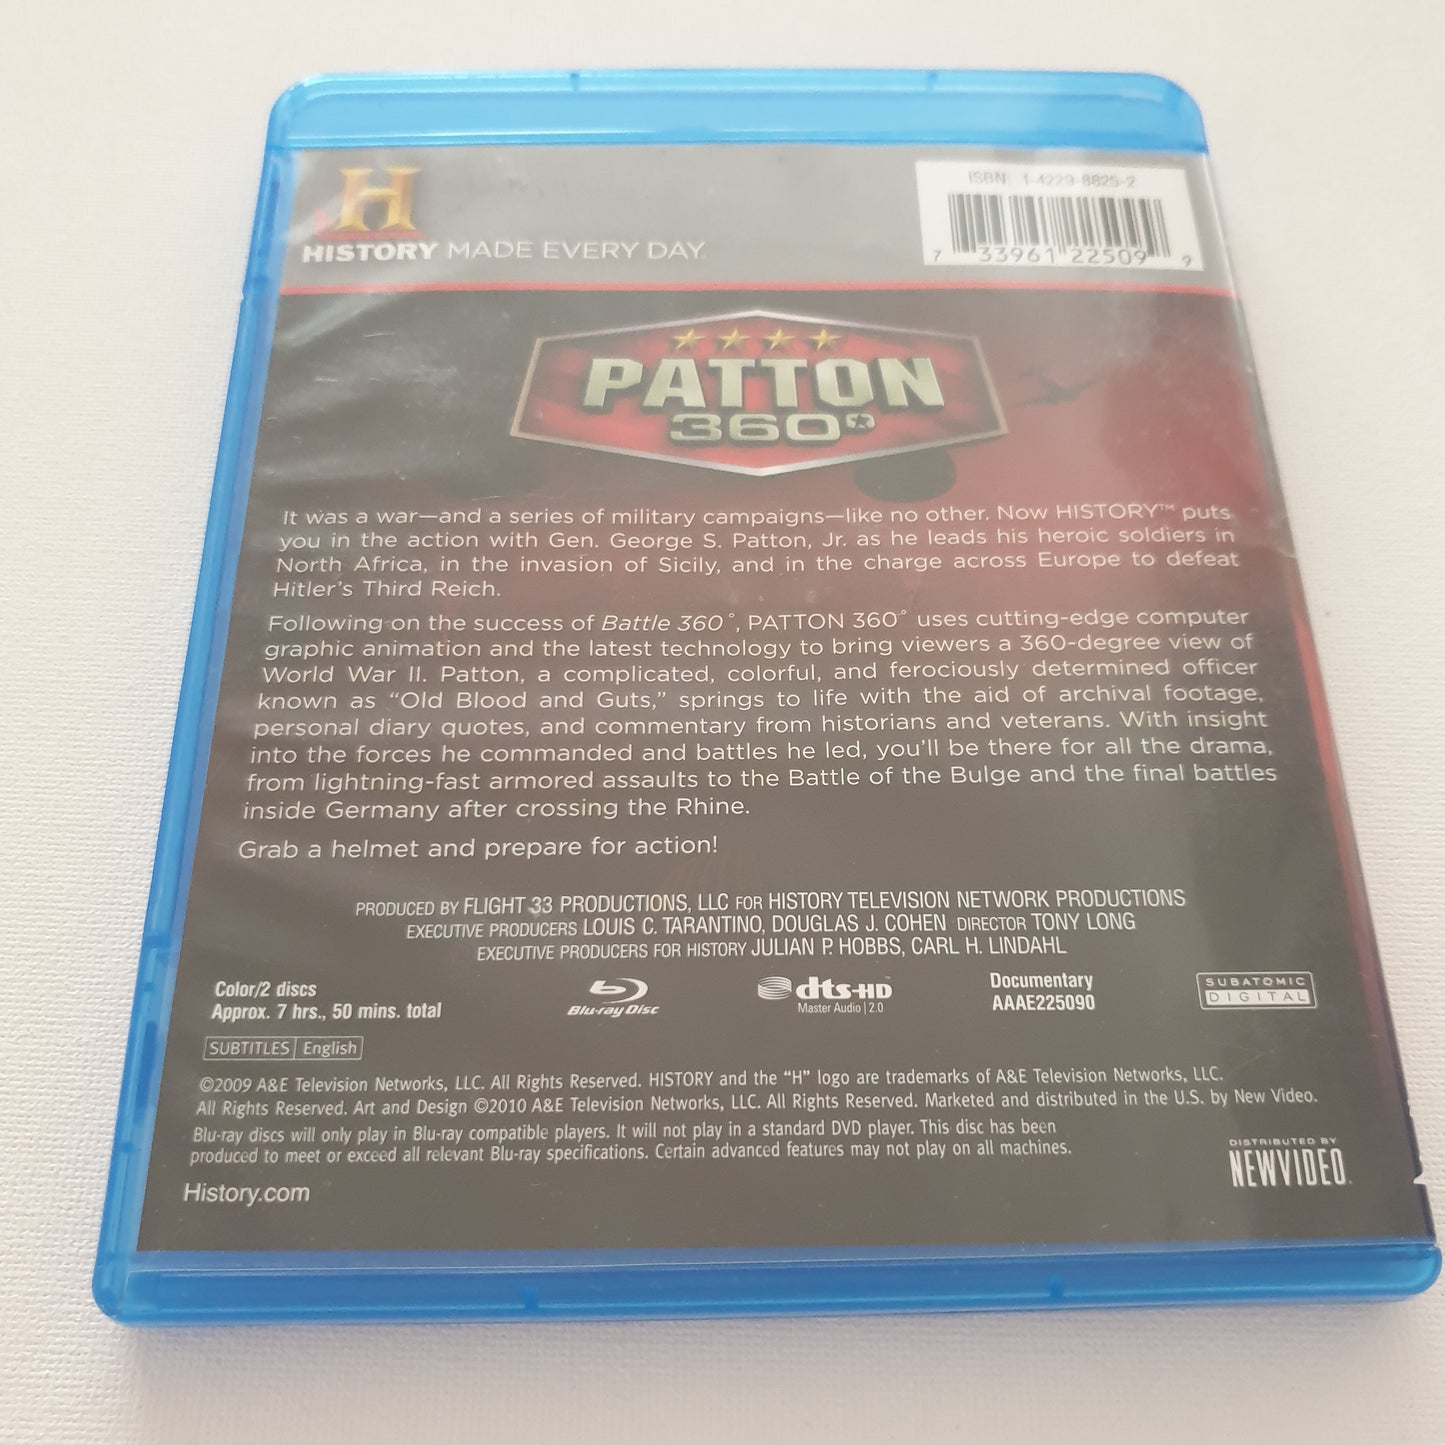 H
HISTORY MADE EVERY DAY.
ISBN: 1-4229-8825-2
7 33961 22509 9
PATTON
360°
It was a war—and a series of military campaigns—like no other. Now HISTORY™ puts
you in the action with Gen. George S. Patton, Jr. as he leads his heroic soldiers in
North Africa, in the invasion of Sicily, and in the charge across Europe to defeat
Hitler's Third Reich.
Following on the success of Battle 360°, PATTON 360° uses cutting-edge computer
graphic animation and the latest technology to bring viewers a 360-degree view of
World War II. Patton, a complicated, colorful, and ferociously determined officer
known as “Old Blood and Guts,” springs to life with the aid of archival footage,
personal diary quotes, and commentary from historians and veterans. With insight
into the forces he commanded and battles he led, you'll be there for all the drama,
from lightning-fast armored assaults to the Battle of the Bulge and the final battles
inside Germany after crossing the Rhine.
Grab a helmet and prepare for action!
PRODUCED BY FLIGHT 33 PRODUCTIONS, LLC FOR HISTORY TELEVISION NETWORK PRODUCTIONS
EXECUTIVE PRODUCERS LOUIS C. TARANTINO, DOUGLAS J. COHEN DIRECTOR TONY LONG
EXECUTIVE PRODUCERS FOR HISTORY JULIAN P. HOBBS, CARL H. LINDAHL
Color/2 discs
Approx. 7 hrs., 50 mins. total
Blu-ray Disc
dts-HD
Master Audio | 2.0
Documentary
AAAE225090
SUBATOMIC
DIGITAL
SUBTITLES English
©2009 A&E Television Networks, LLC. All Rights Reserved. HISTORY and the “H” logo are trademarks of A&E Television Networks, LLC.
All Rights Reserved. Art and Design ©2010 A&E Television Networks, LLC. All Rights Reserved. Marketed and distributed in the U.S. by New Video.
Blu-ray discs will only play in Blu-ray compatible players. It will not play in a standard DVD player. This disc has been
produced to meet or exceed all relevant Blu-ray specifications. Certain advanced features may not play on all machines.
History.com
DISTRIBUTED BY
NEWVIDEO